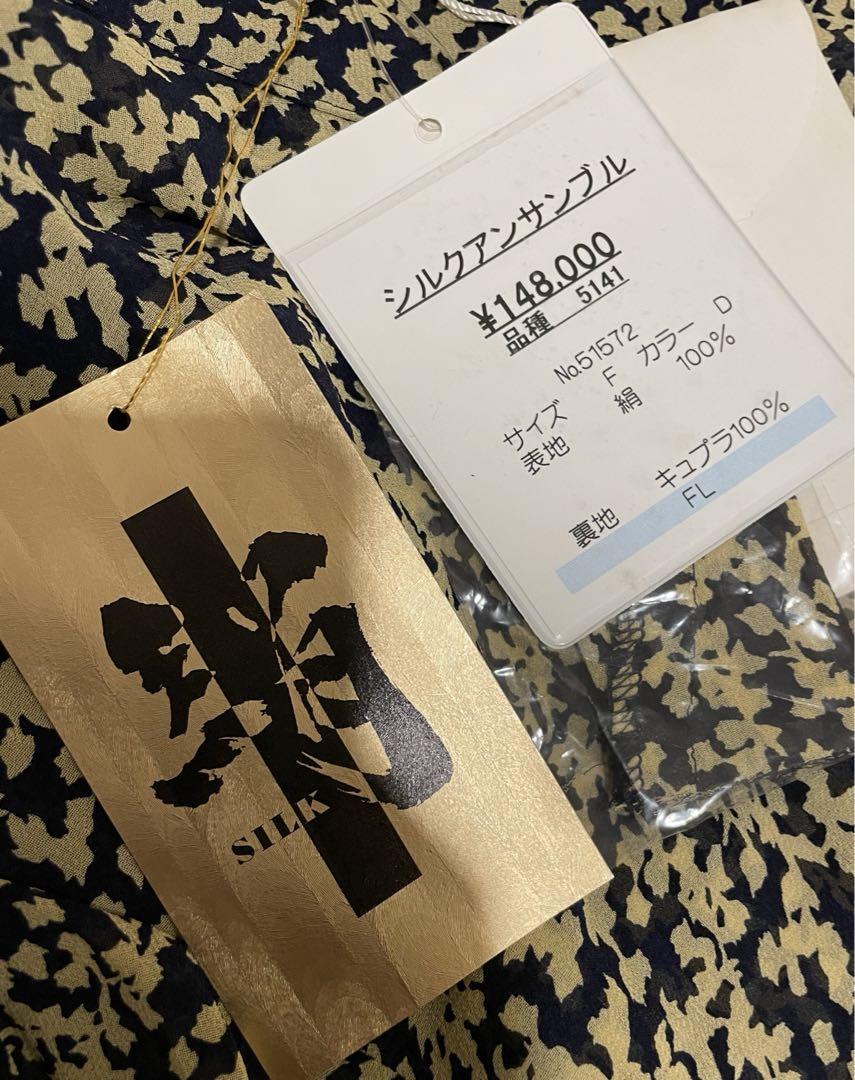 シルクアンサンブル
¥148,000
品種 5141
No.51572
サイズ F カラー D
表地 絹 100%
裏地 キュプラ100%
FL
絹
SILK